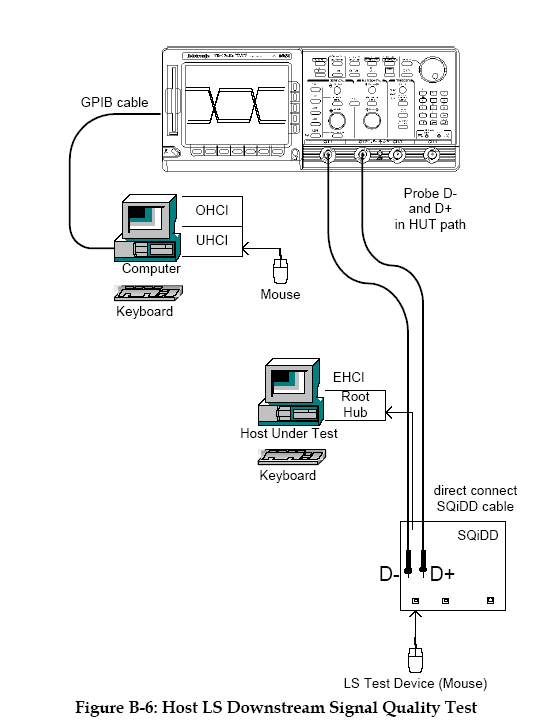 Tektronix
GPIB cable
Probe D-
and D+
in HUT path
OHCI
UHCI
Computer
Mouse
Keyboard
EHCI
Root
Hub
Host Under Test
Keyboard
direct connect
SQiDD cable
SQiDD
D-
D+
LS Test Device (Mouse)
Figure B-6: Host LS Downstream Signal Quality Test